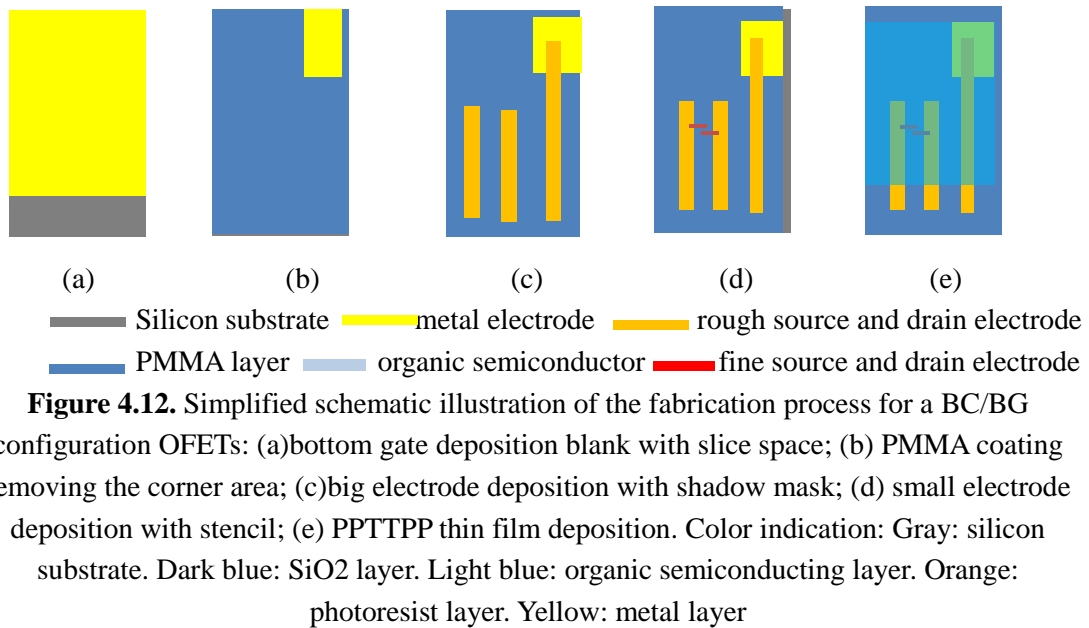 (a) (b) (c) (d) (e)
Silicon substrate metal electrode rough source and drain electrode
PMMA layer organic semiconductor fine source and drain electrode
Figure 4.12. Simplified schematic illustration of the fabrication process for a BC/BG
configuration OFETs: (a)bottom gate deposition blank with slice space; (b) PMMA coating
emoving the corner area; (c)big electrode deposition with shadow mask; (d) small electrode
deposition with stencil; (e) PPTTPP thin film deposition. Color indication: Gray: silicon
substrate. Dark blue: SiO2 layer. Light blue: organic semiconducting layer. Orange:
photoresist layer. Yellow: metal layer